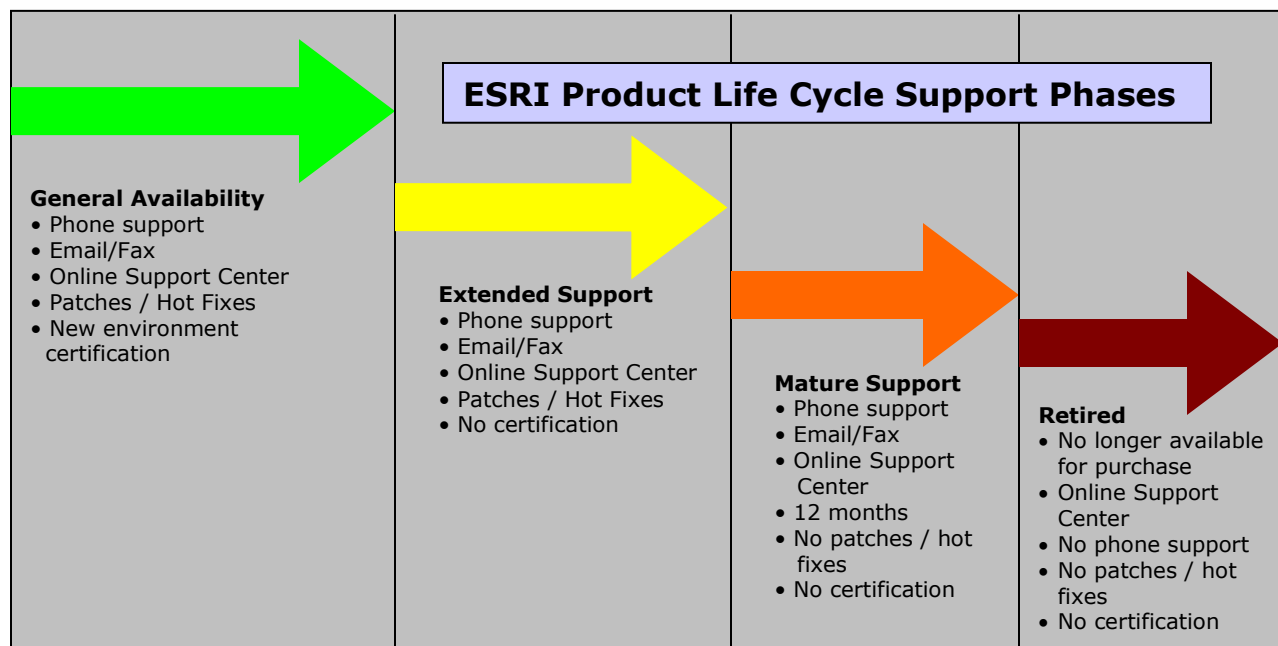 ESRI Product Life Cycle Support Phases
General Availability
• Phone support
• Email/Fax
• Online Support Center
• Patches / Hot Fixes
• New environment
certification
Extended Support
• Phone support
• Email/Fax
• Online Support Center
• Patches / Hot Fixes
• No certification
Mature Support
• Phone support
• Email/Fax
• Online Support
Center
• 12 months
• No patches / hot
fixes
• No certification
Retired
• No longer available
for purchase
• Online Support
Center
• No phone support
• No patches / hot
fixes
• No certification